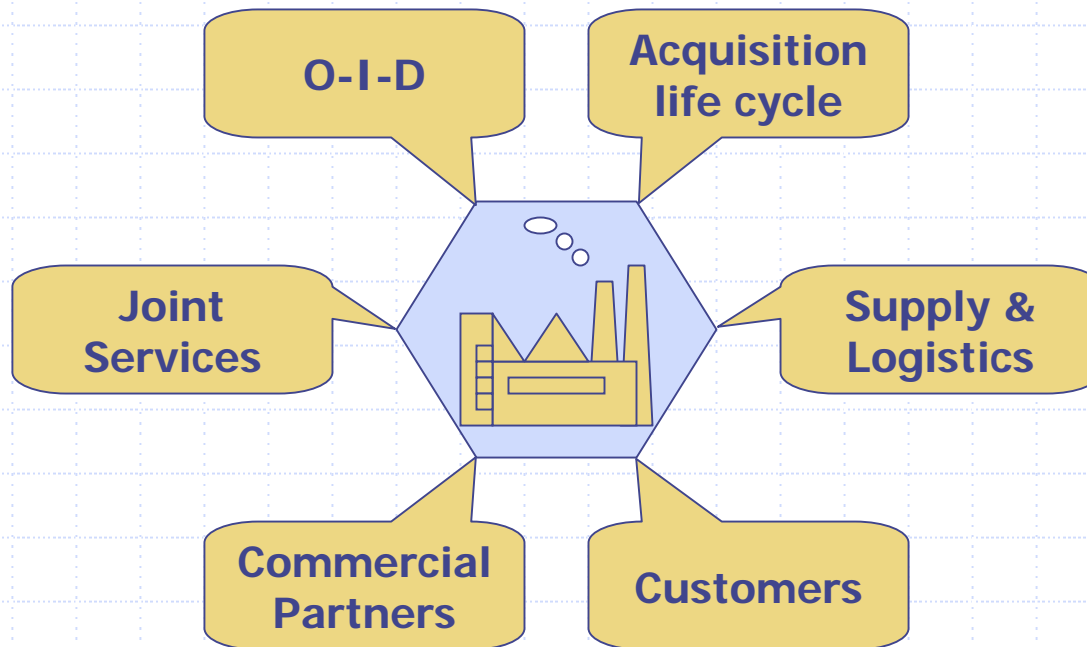 O-I-D
Acquisition
life cycle
Joint
Services
Supply &
Logistics
Commercial
Partners
Customers